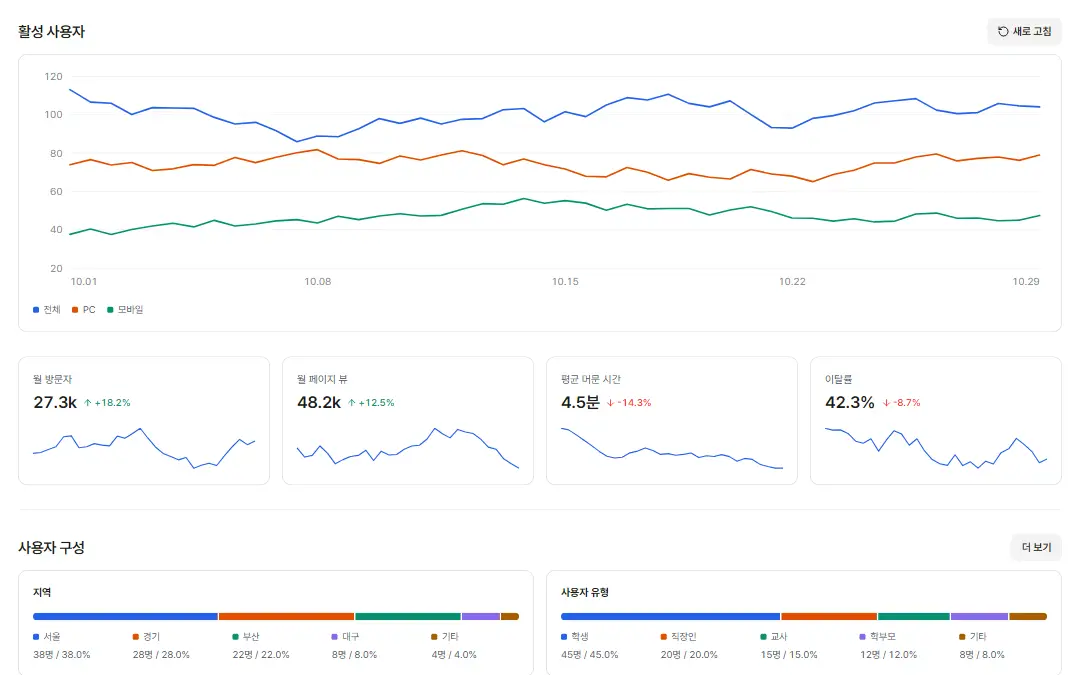 활성 사용자
새로 고침
120
100
80
60
40
20
10.01 10.08 10.15 10.22 10.29
전체 PC 모바일
월 방문자
27.3k ↑ +18.2%
월 페이지 뷰
48.2k ↑ +12.5%
평균 머문 시간
4.5분 ↓ -14.3%
이탈률
42.3% ↓ -8.7%
사용자 구성
더 보기
지역
서울 경기 부산 대구 기타
38명 / 38.0% 28명 / 28.0% 22명 / 22.0% 8명 / 8.0% 4명 / 4.0%
사용자 유형
학생 직장인 교사 학부모 기타
45명 / 45.0% 20명 / 20.0% 15명 / 15.0% 12명 / 12.0% 8명 / 8.0%